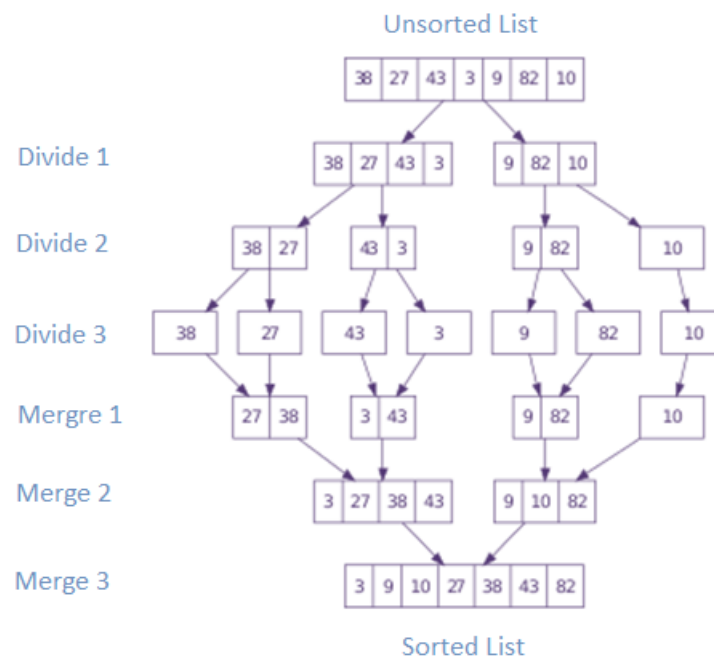 Unsorted List
38 27 43 3 9 82 10
Divide 1 38 27 43 3 9 82 10
Divide 2 38 27 43 3 9 82 10
Divide 3 38 27 43 3 9 82 10
Mergre 1 27 38 3 43 9 82 10
Merge 2 3 27 38 43 9 10 82
Merge 3 3 9 10 27 38 43 82
Sorted List